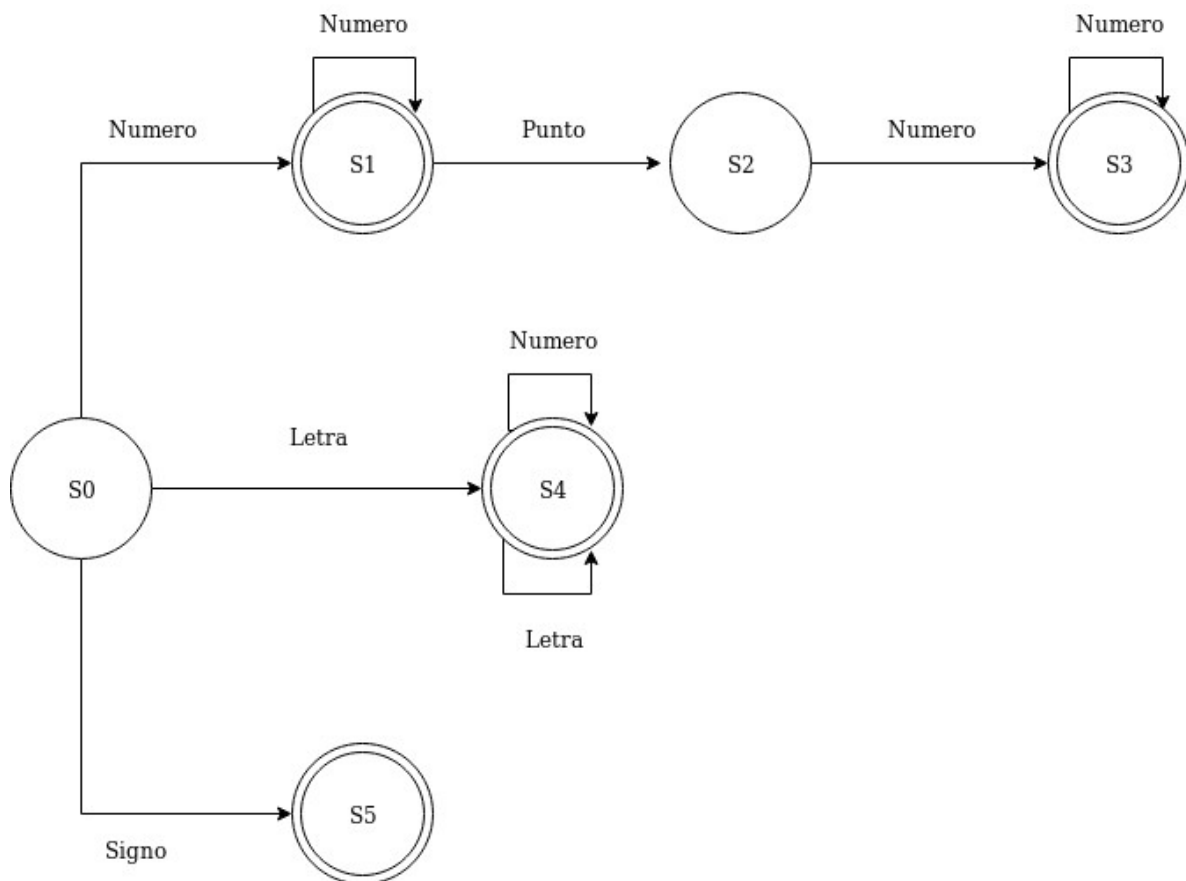 Numero
Numero
Numero
Punto
Numero
S1
S2
S3
Numero
Letra
S0
S4
Letra
S5
Signo